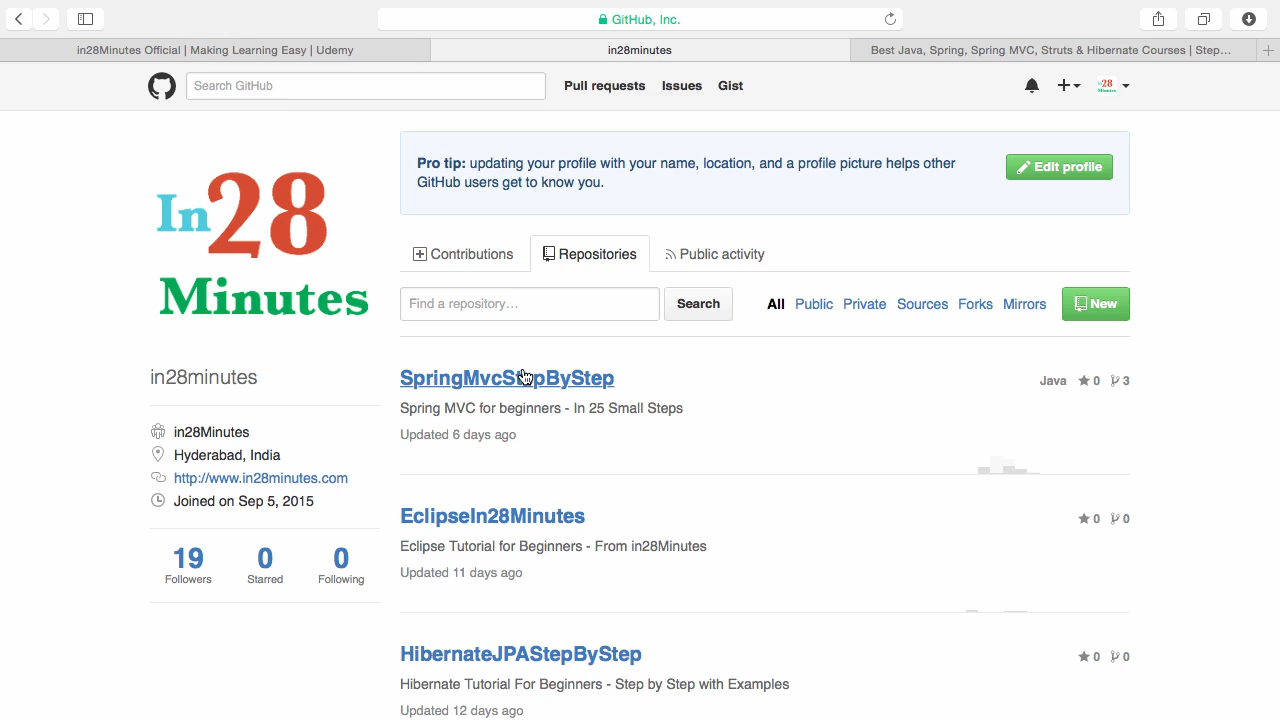 GitHub, Inc.
in28Minutes Official | Making Learning Easy | Udemy
in28minutes
Best Java, Spring, Spring MVC, Struts & Hibernate Courses | Step...
Search GitHub
Pull requests
Issues
Gist
In28
Minutes
Pro tip: updating your profile with your name, location, and a profile picture helps other
GitHub users get to know you.
Edit profile
In28
Minutes
Contributions
Repositories
Public activity
Find a repository...
Search
All Public Private Sources Forks Mirrors
New
in28minutes
in28Minutes
Hyderabad, India
http://www.in28minutes.com
Joined on Sep 5, 2015
19 0 0
Followers Starred Following
SpringMvcStepByStep
Java 0 3
Spring MVC for beginners - In 25 Small Steps
Updated 6 days ago
EclipseIn28Minutes
0 0
Eclipse Tutorial for Beginners - From in28Minutes
Updated 11 days ago
HibernateJPAStepByStep
0 0
Hibernate Tutorial For Beginners - Step by Step with Examples
Updated 12 days ago